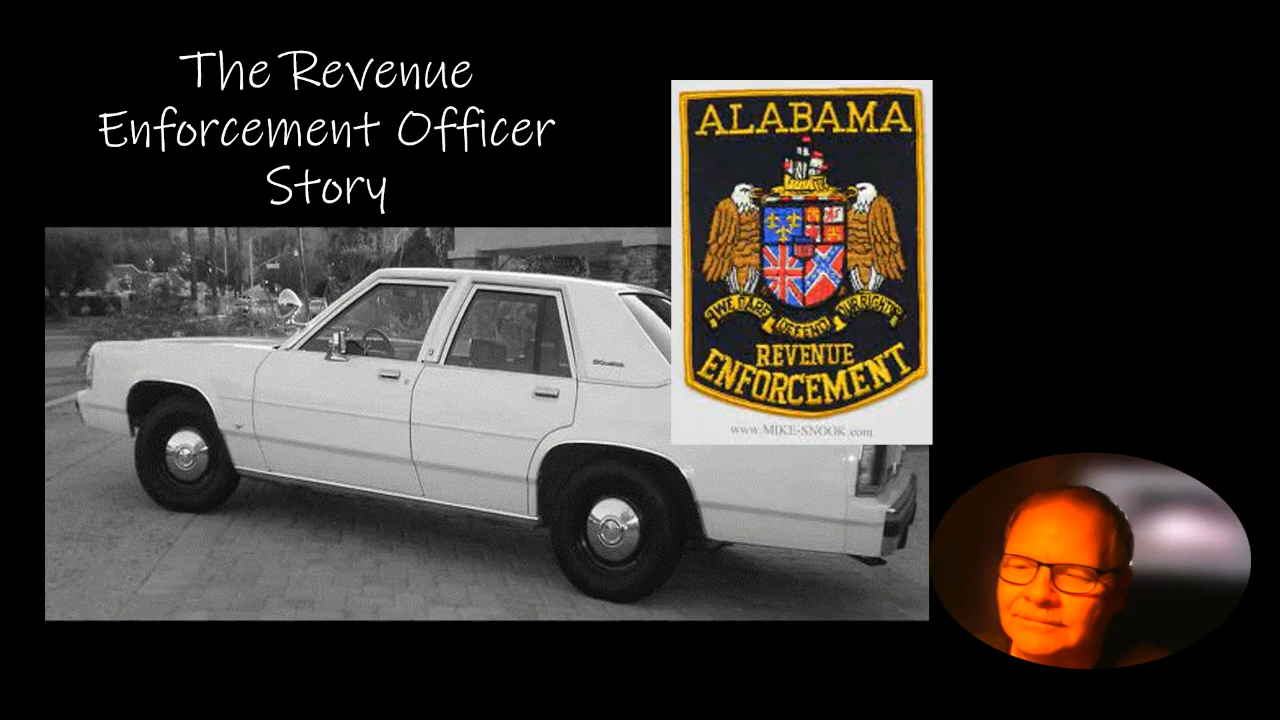 The Revenue
Enforcement Officer
Story
ALABAMA
WE DARE DEFEND OUR RIGHTS
REVENUE
ENFORCEMENT
www.MIKE-SNOOK.com